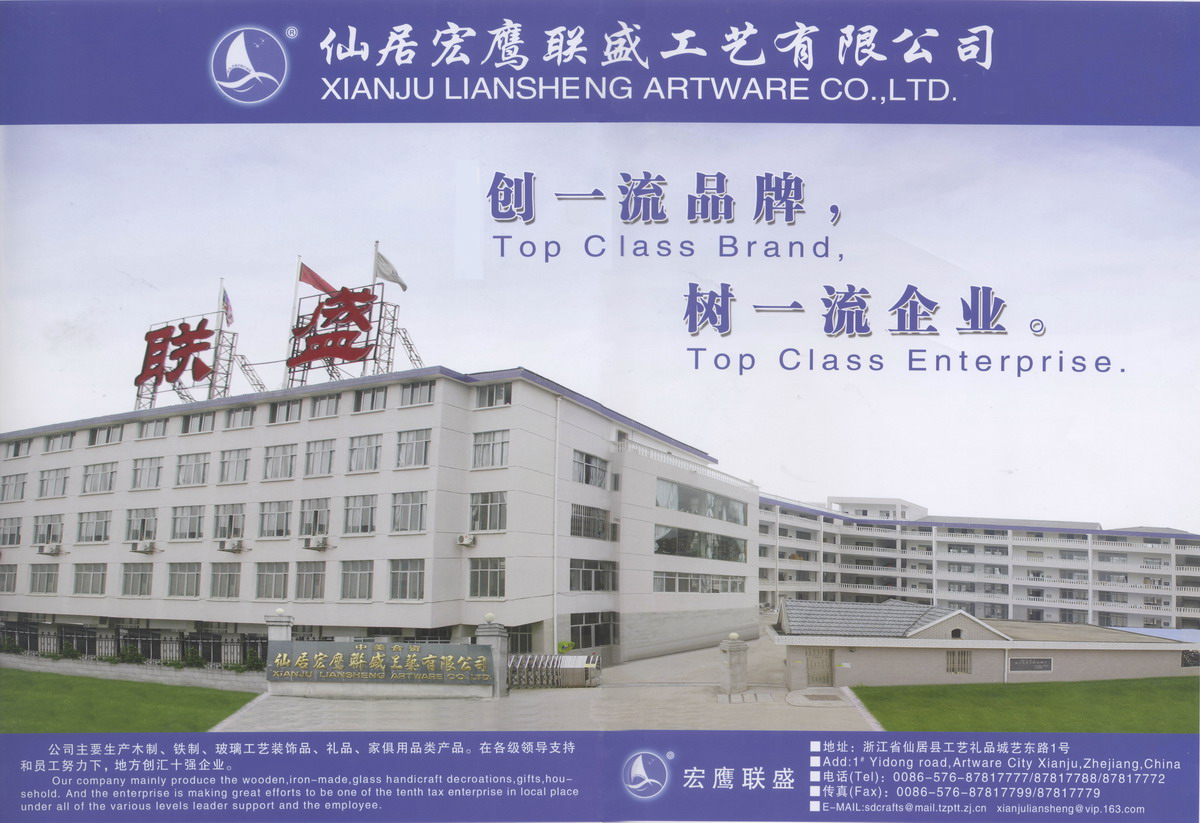 仙居宏鹰联盛工艺有限公司
®
XIANJU LIANSHENG ARTWARE CO.,LTD.
创一流品牌，
Top Class Brand,
树一流企业。
Top Class Enterprise.
联盛
中美合资
仙居宏鹰联盛工艺有限公司
XIANJU LIANSHENG ARTWARE CO.LTD
公司主要生产木制、铁制、玻璃工艺装饰品、礼品、家俱用品类产品。在各级领导支持
和员工努力下，地方创汇十强企业。
Our company mainly produce the wooden,iron-made,glass handicraft decroations,gifts,hou-
sehold. And the enterprise is making great efforts to be one of the tenth tax enterprise in local place
under all of the various levels leader support and the employee.
®
宏鹰联盛
■地址：浙江省仙居县工艺礼品城艺东路1号
■Add:1# Yidong road,Artware City Xianju,Zhejiang,China
■电话(Tel)：0086-576-87817777/87817788/87817772
■传真(Fax)：0086-576-87817799/87817779
■E-MAIL:sdcrafts@mail.tzptt.zj.cn xianjuliansheng@vip.163.com